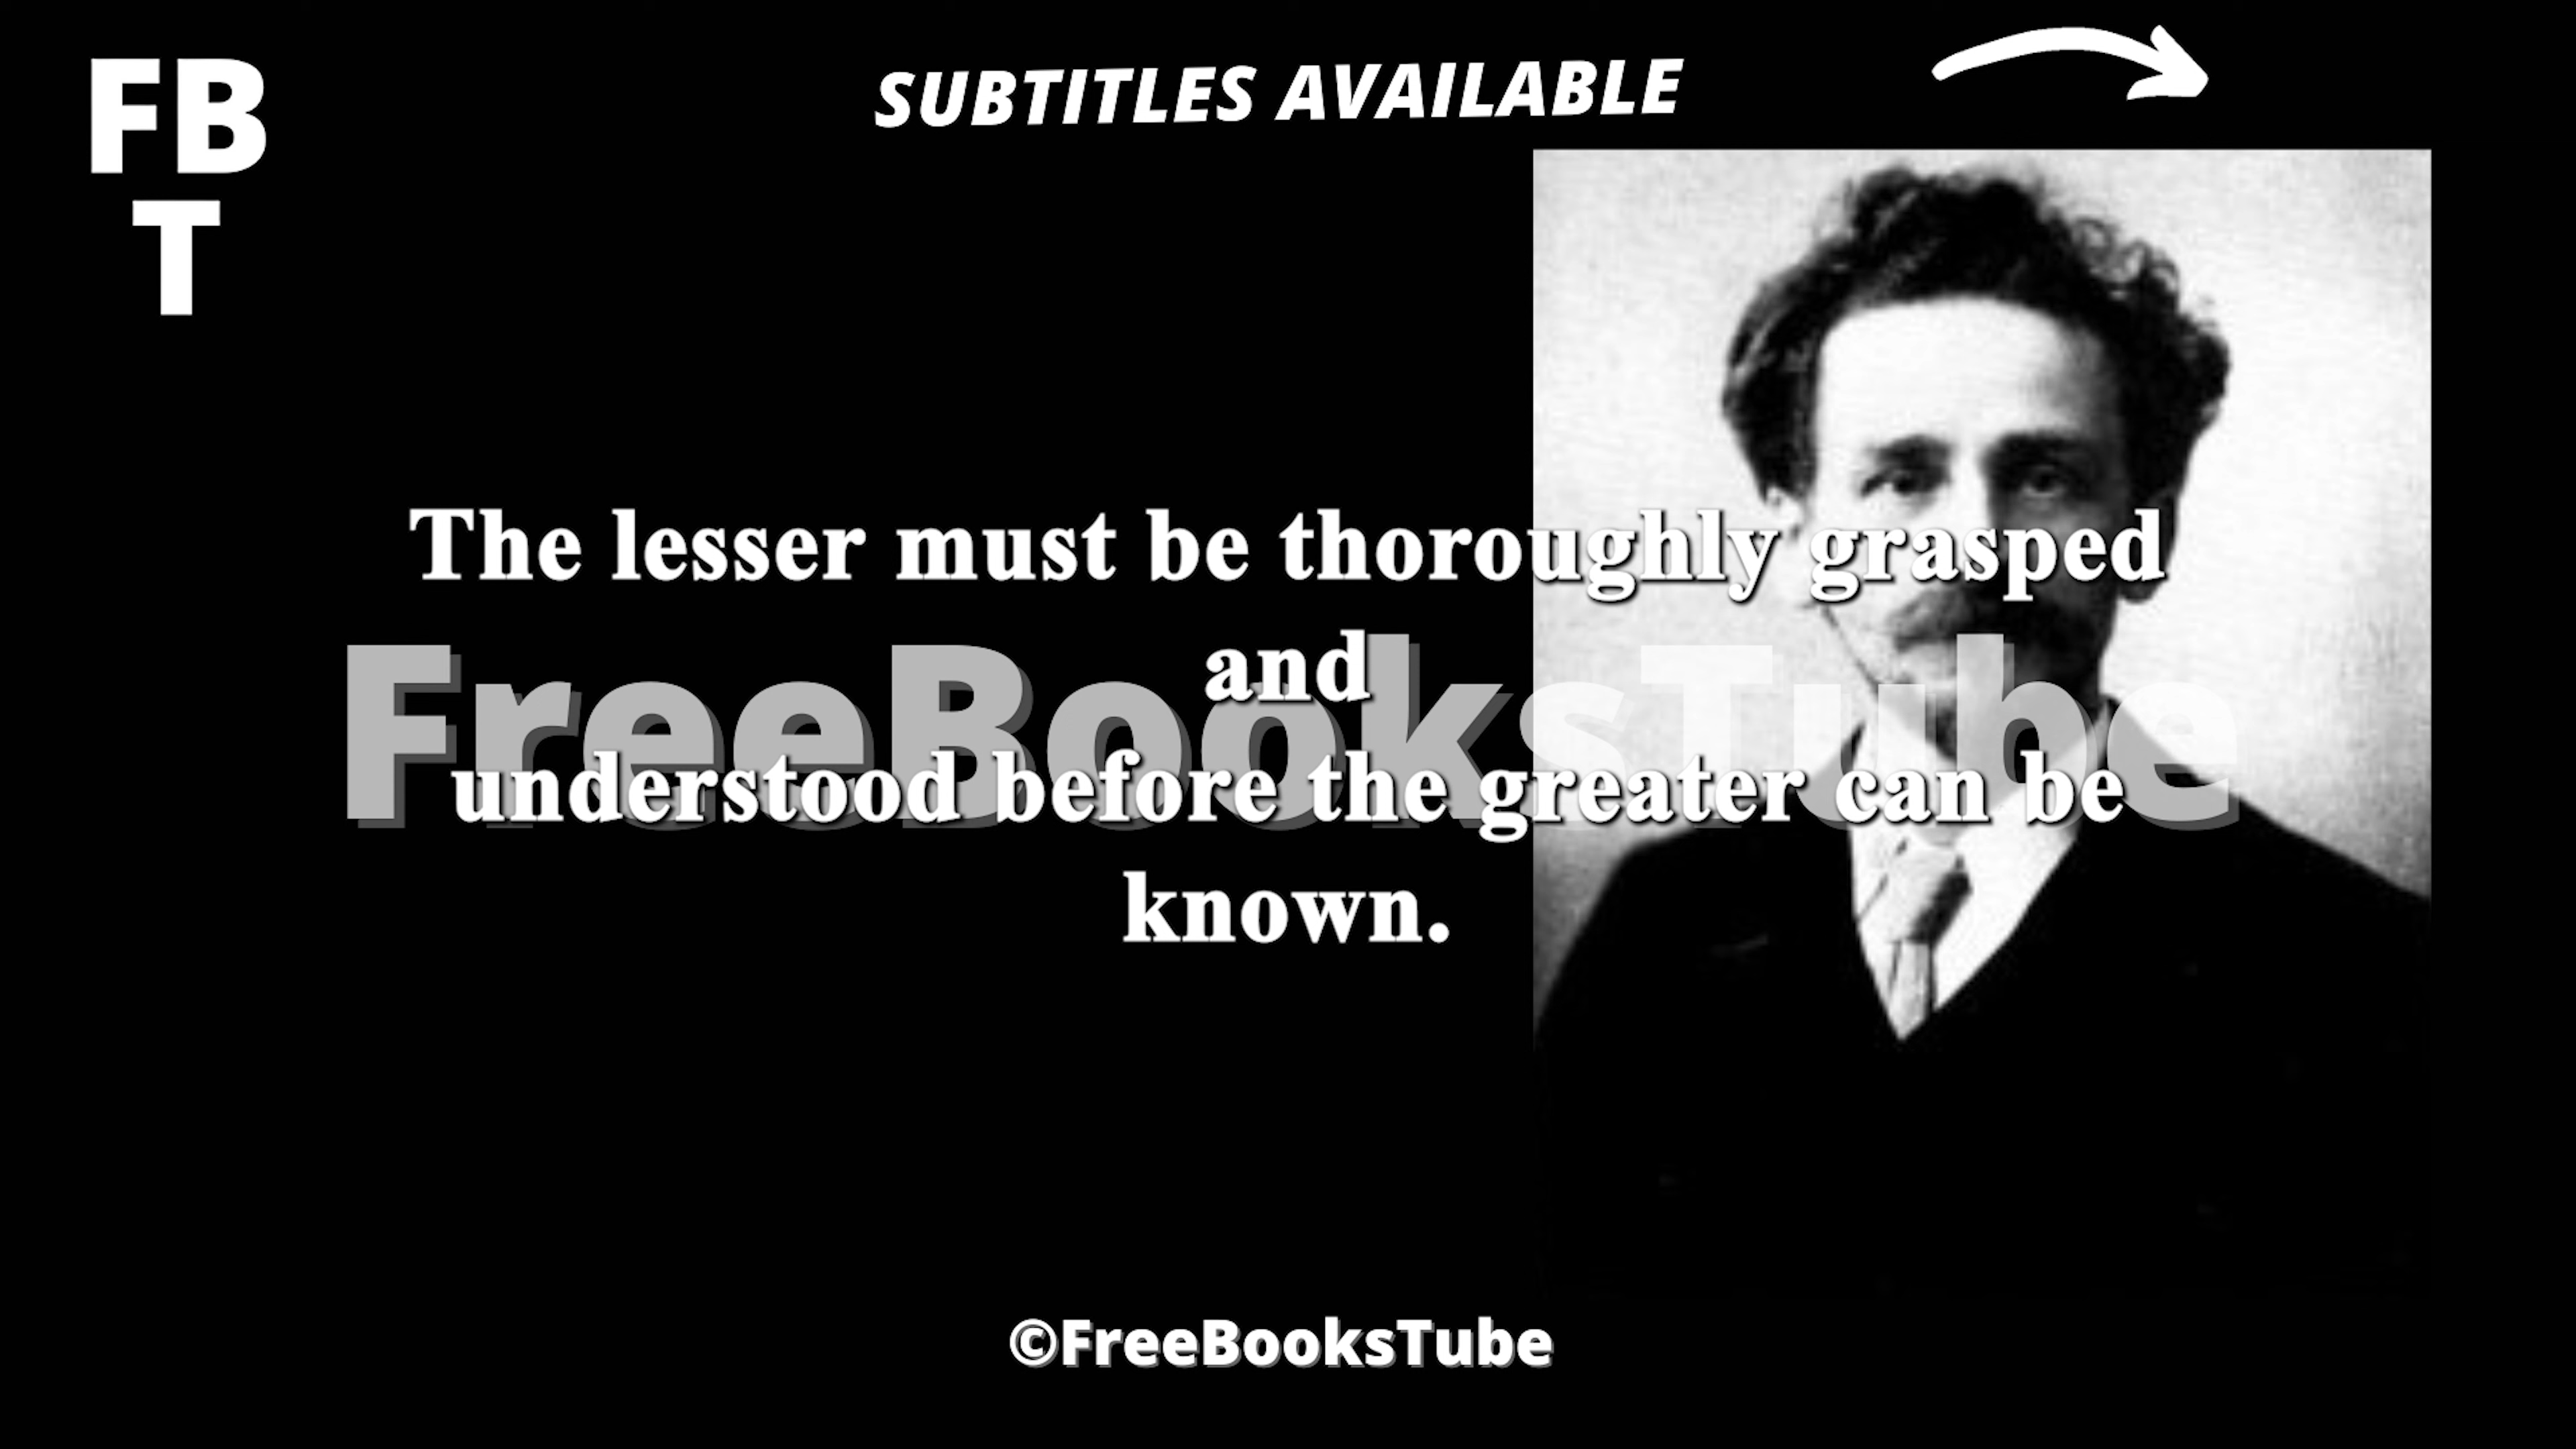 FB
T
SUBTITLES AVAILABLE
The lesser must be thoroughly grasped
and
FreeBooksTube
understood before the greater can be
known.
©FreeBooksTube